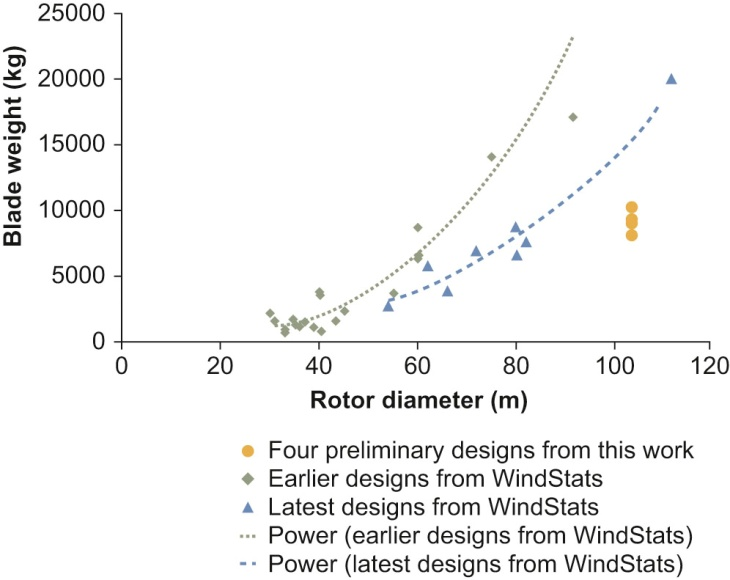 25000
20000
15000
10000
5000
0
Blade weight (kg)
0 20 40 60 80 100 120
Rotor diameter (m)
Four preliminary designs from this work
Earlier designs from WindStats
Latest designs from WindStats
Power (earlier designs from WindStats)
Power (latest designs from WindStats)